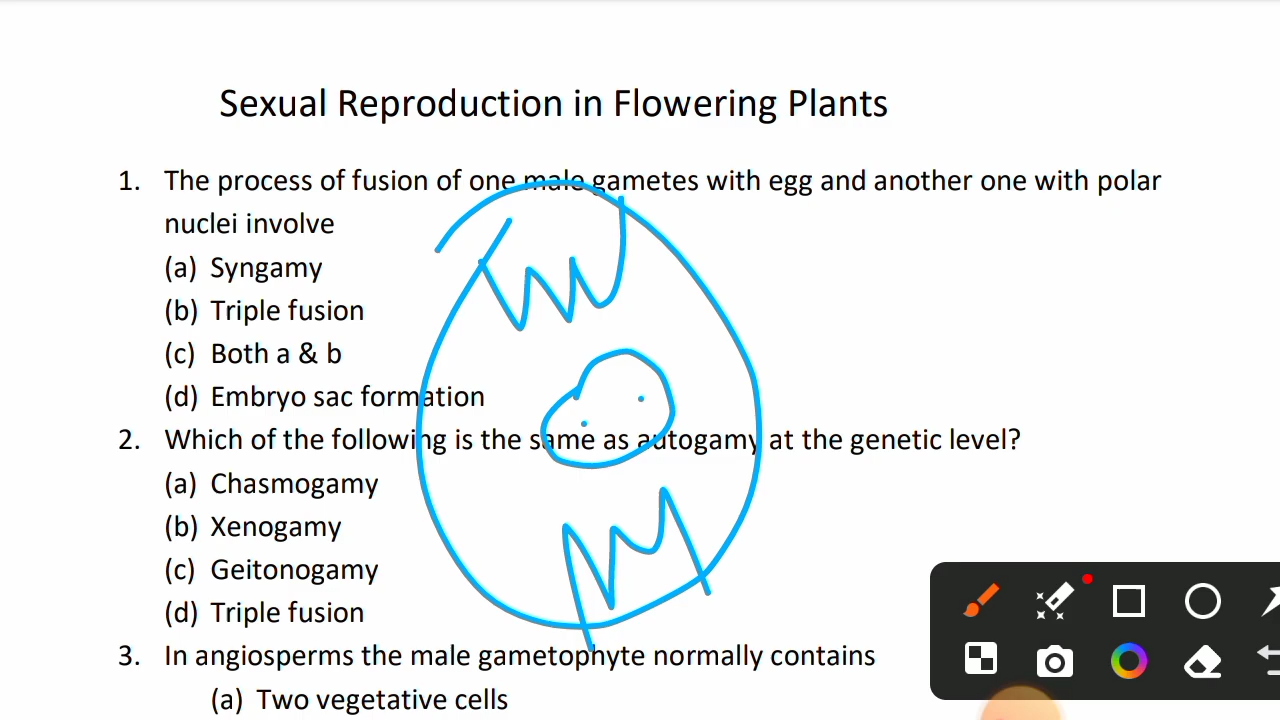 Sexual Reproduction in Flowering Plants
1. The process of fusion of one male gametes with egg and another one with polar
nuclei involve
(a) Syngamy
(b) Triple fusion
(c) Both a & b
(d) Embryo sac formation
2. Which of the following is the same as autogamy at the genetic level?
(a) Chasmogamy
(b) Xenogamy
(c) Geitonogamy
(d) Triple fusion
3. In angiosperms the male gametophyte normally contains
(a) Two vegetative cells